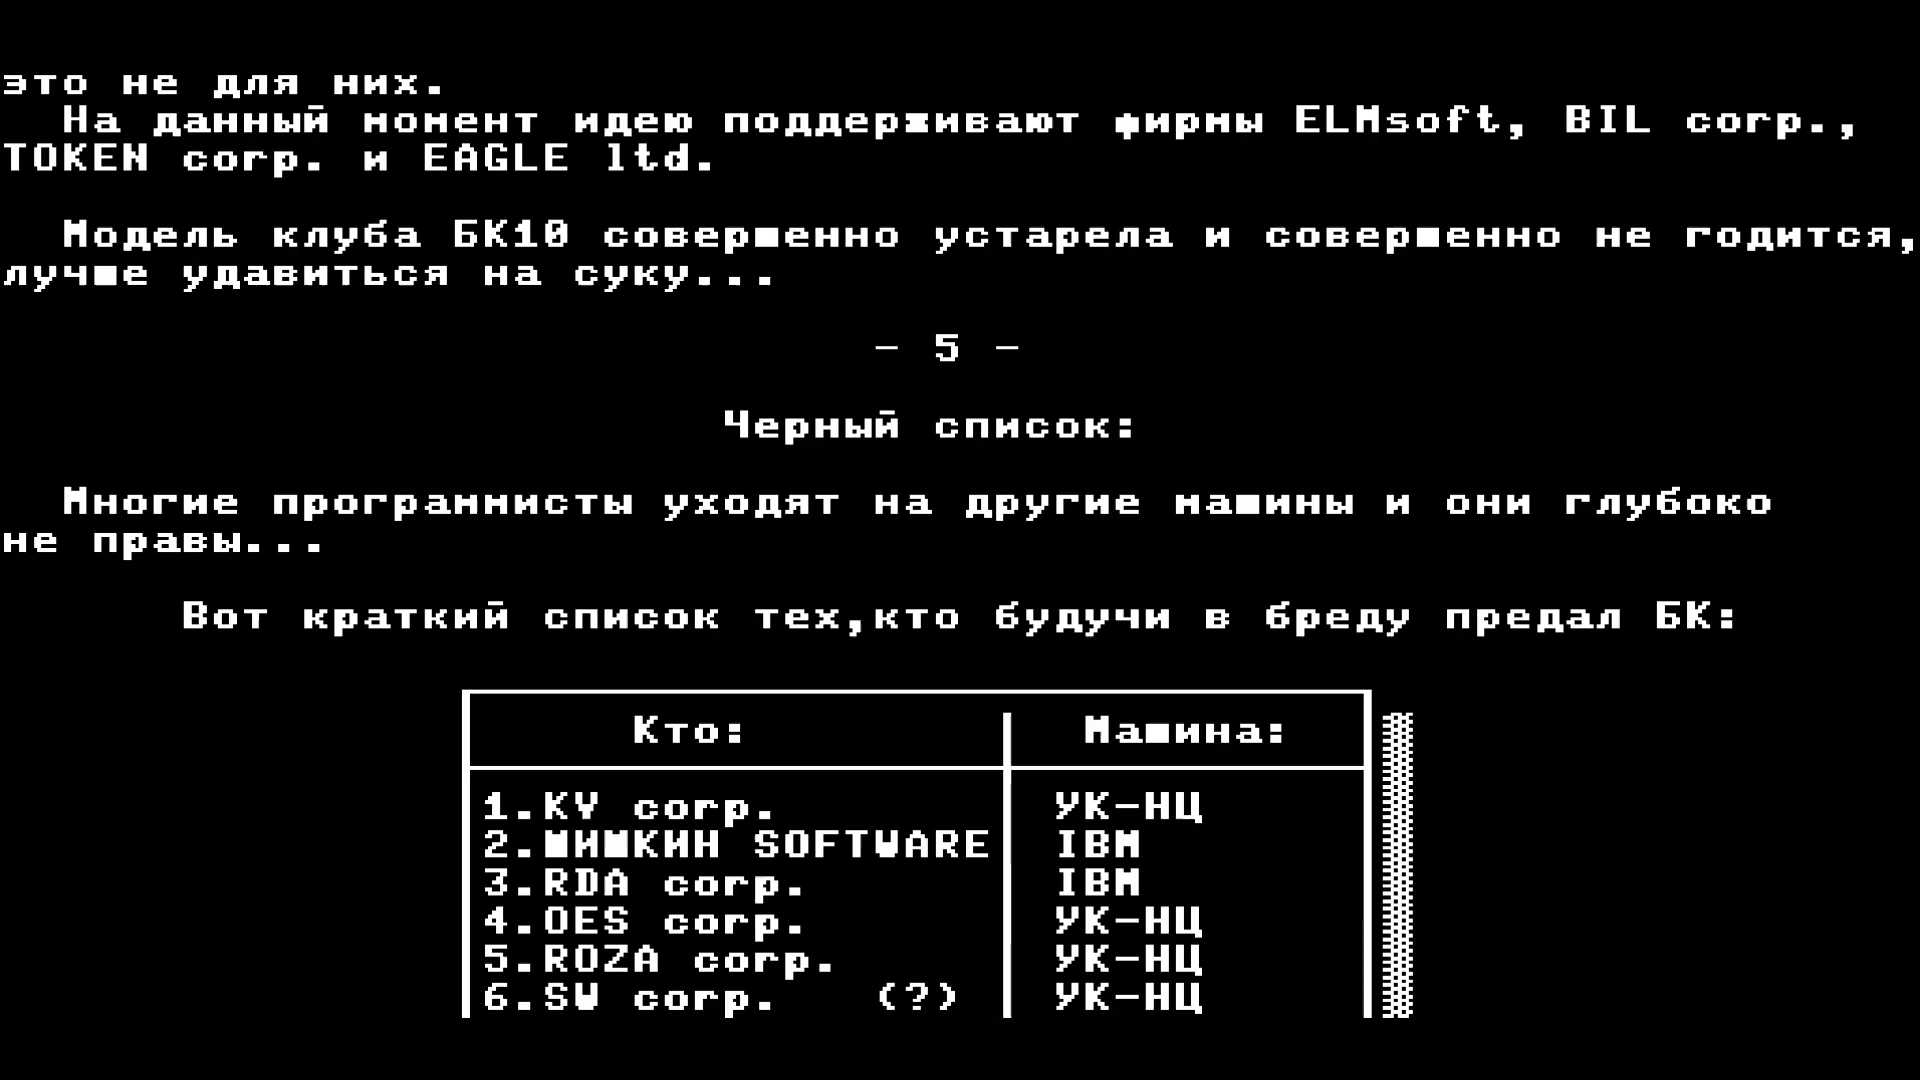 это не для них.
На данный момент идею поддерживают фирмы ELMsoft, BIL corp.,
TOKEN corp. и EAGLE ltd.
Модель клуба БК10 совершенно устарела и совершенно не годится,
лучше удавиться на суку...
- 5 -
Черный список:
Многие программисты уходят на другие машины и они глубоко
не правы...
Вот краткий список тех,кто будучи в бреду предал БК:
Кто: Машина:
1.KV corp. УК-НЦ
2.ШИШКИН SOFTWARE IBM
3.RDA corp. IBM
4.OES corp. УК-НЦ
5.ROZA corp. УК-НЦ
6.SW corp. (?) УК-НЦ